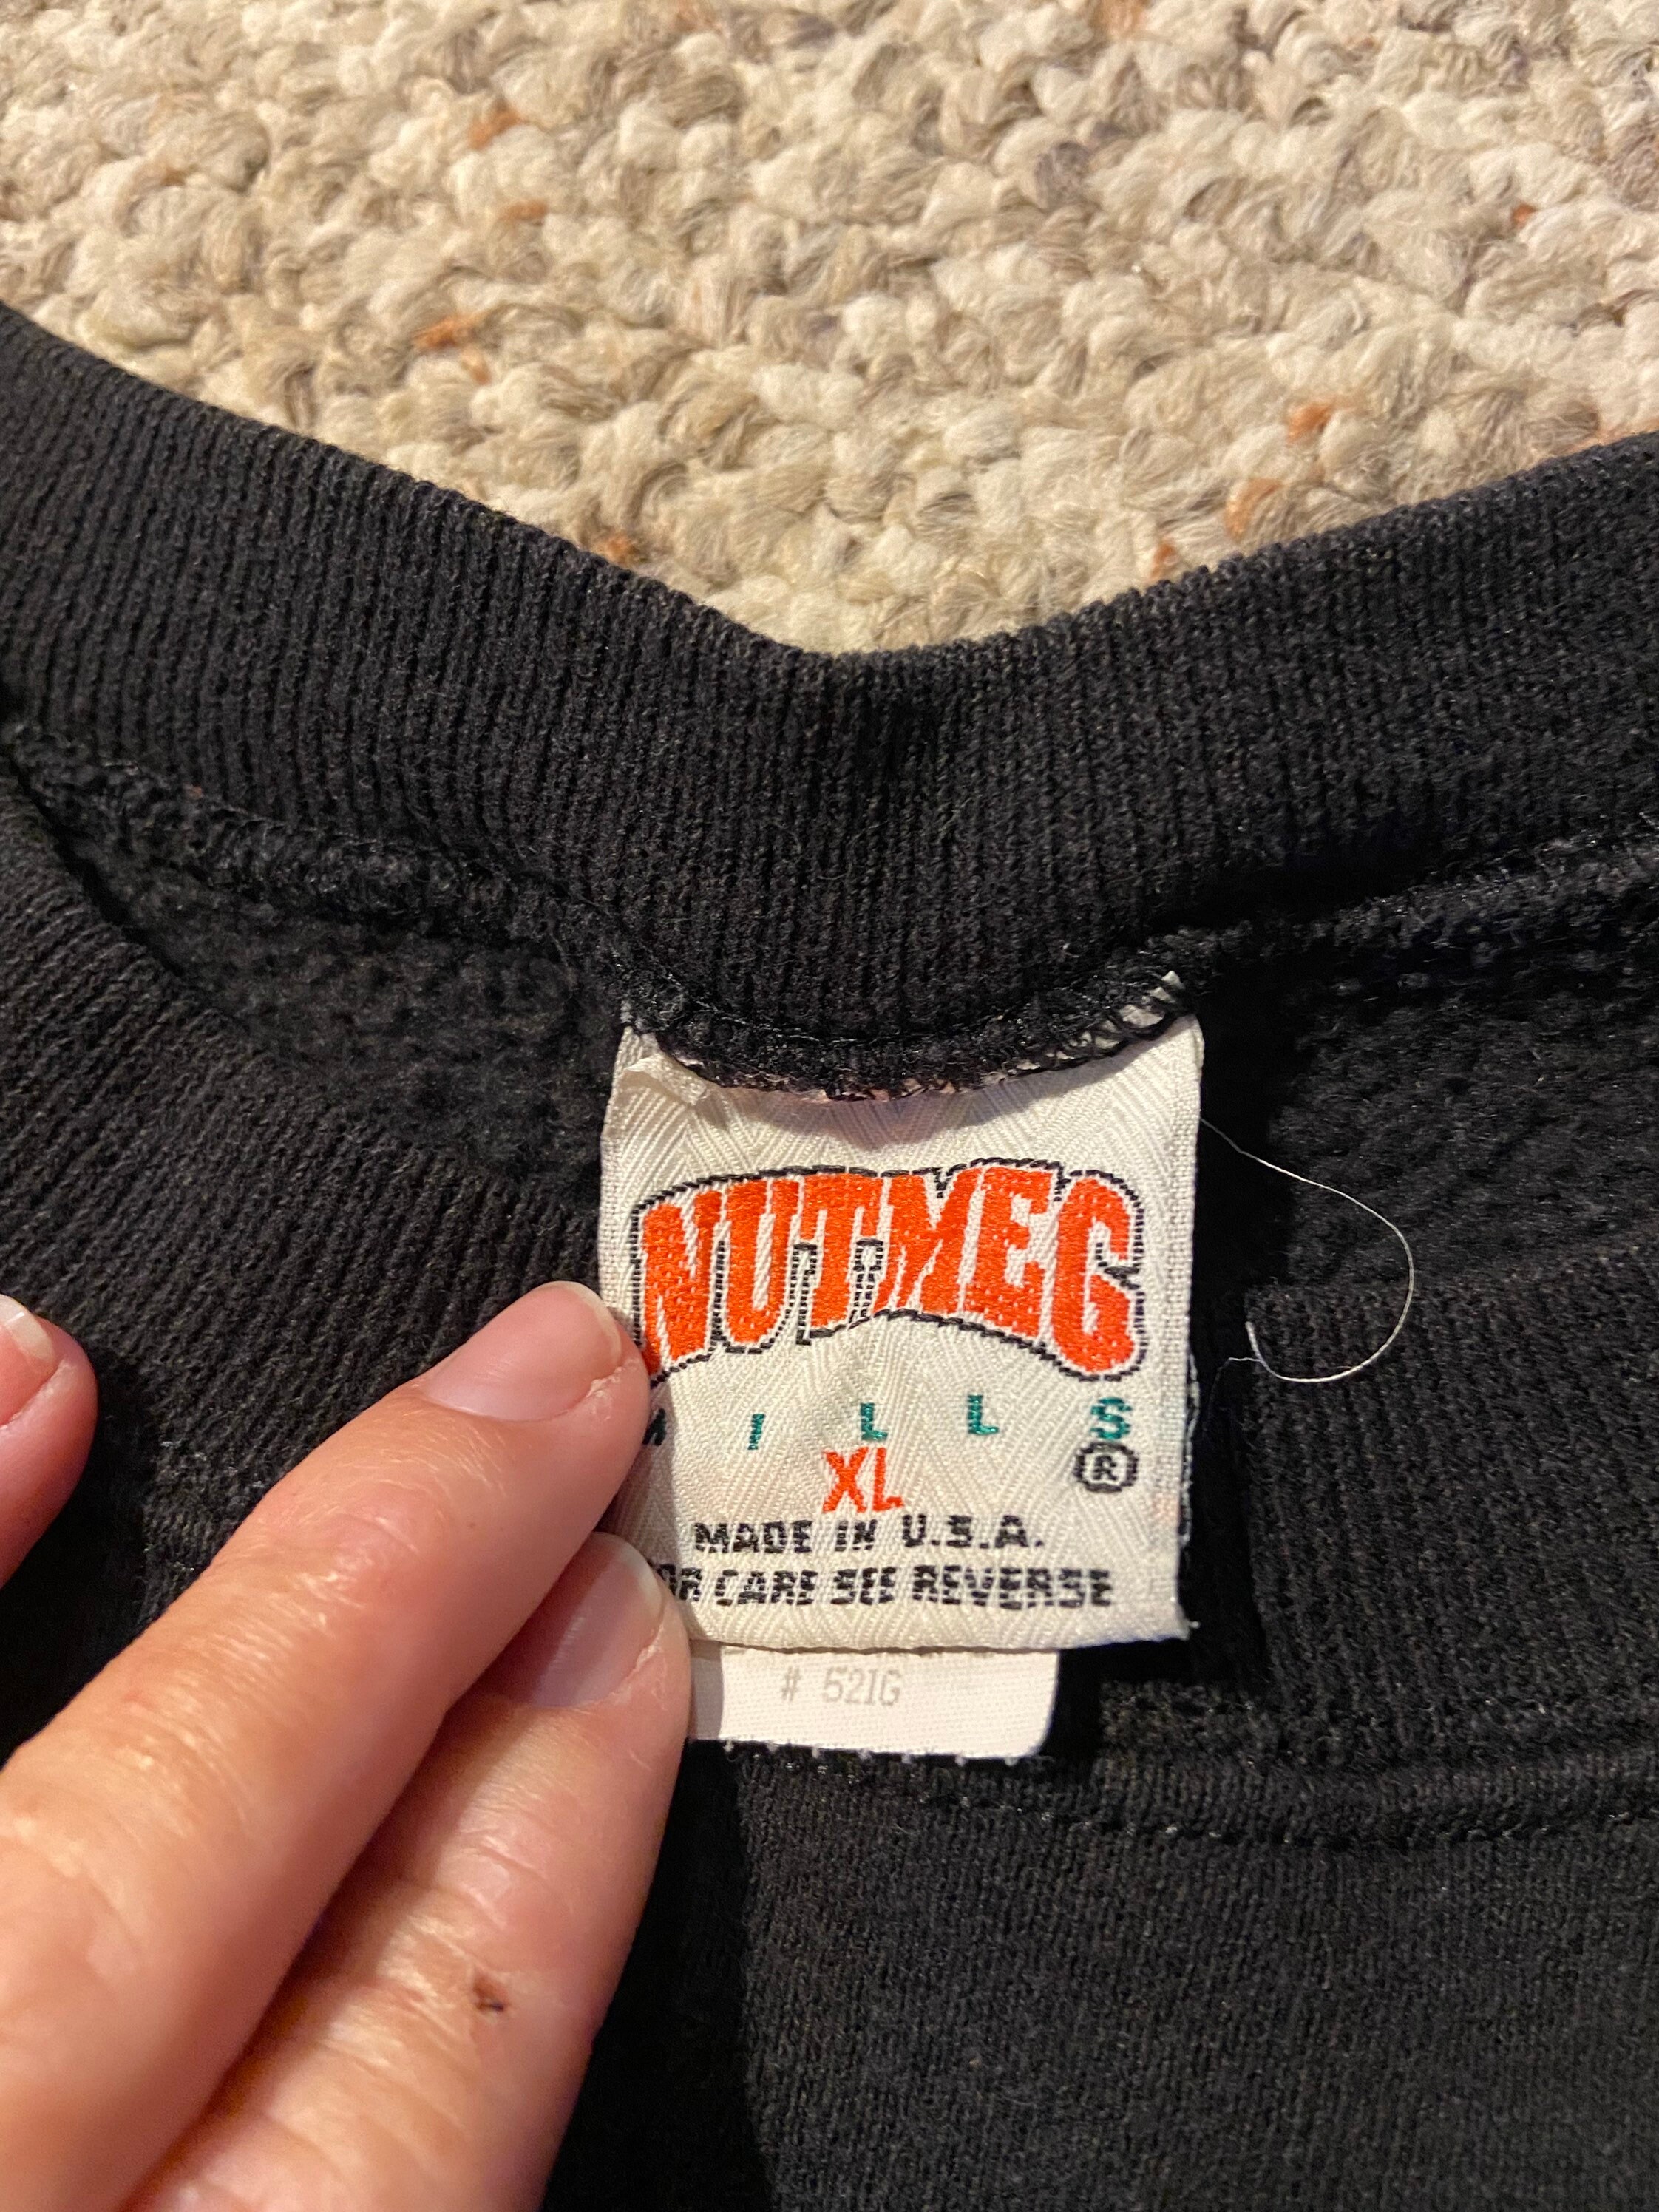 NUTMEG
ILLS
XL
®
MADE IN U.S.A.
CARE SEE REVERSE
# 521G